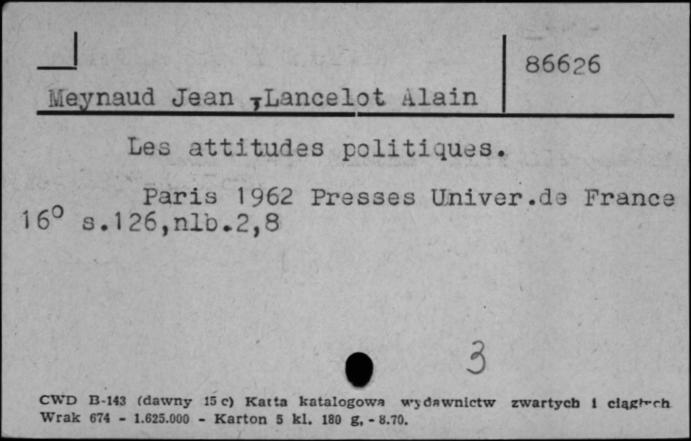 86626
Meynaud Jean , Lancelot Alain
Les attitudes politiques.
Paris 1962 Presses Univer.de France
16° s.126,nlb.2,8
3
CWD B-143 (dawny 15 c) Karta katalogowa wydawnictw zwartych i ciągłych
Wrak 674 - 1.625.000 - Karton 5 kl. 180 g. - 8.70.